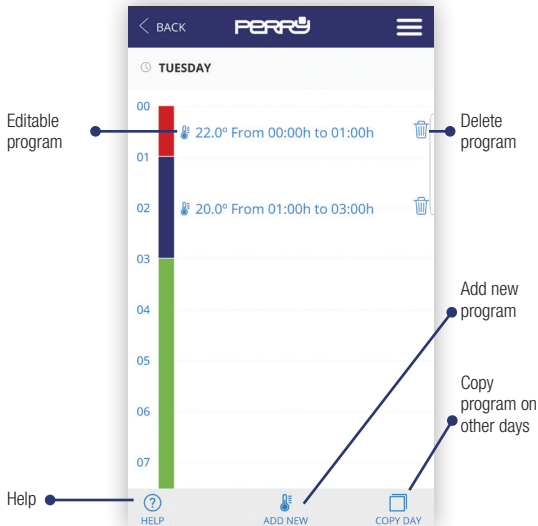 BACK
PERRY
TUESDAY
00
Editable
program
22.0º From 00:00h to 01:00h
Delete
program
01
02
20.0º From 01:00h to 03:00h
03
Add new
program
04
05
Copy
program on
other days
06
07
Help
HELP
ADD NEW
COPY DAY